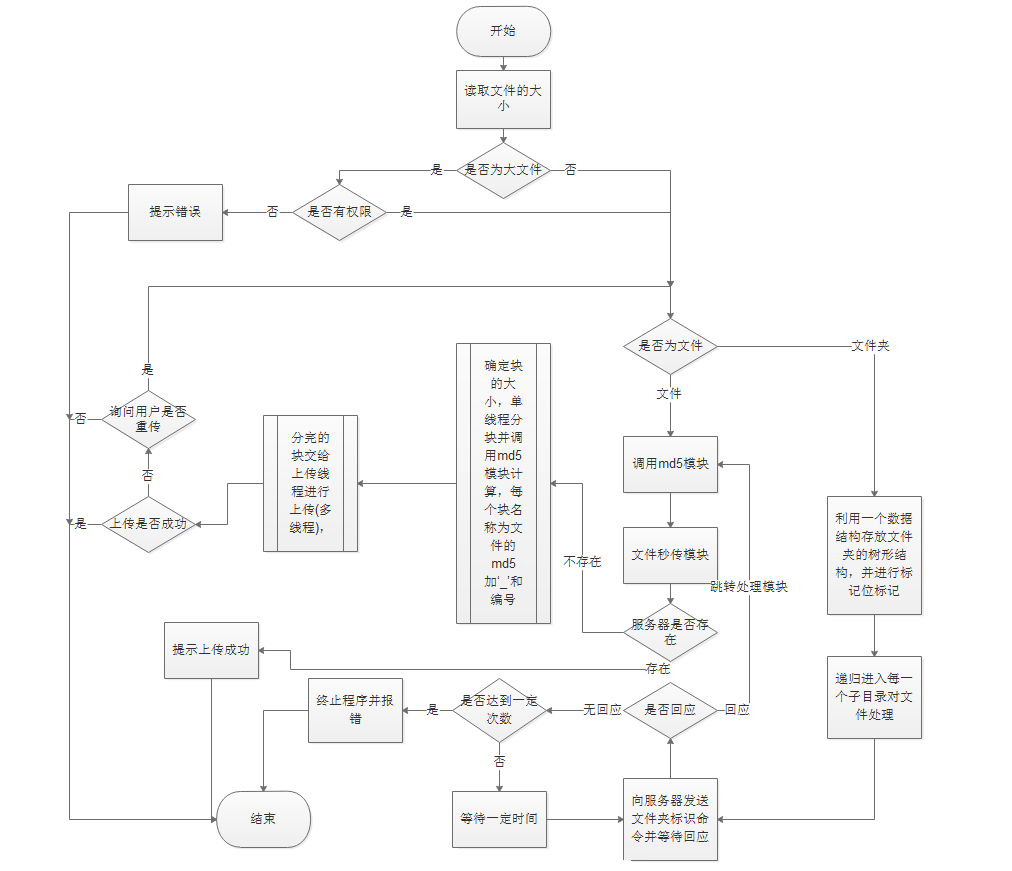 开始
读取文件的大
小
是否为大文件
是
否
是否有权限
否
是
提示错误
是否为文件
文件夹
文件
是
询问用户是否
重传
否
否
上传是否成功
是
分完的
块交给
上传线
程进行
上传(多
线程)，
确定块
的大
小，单
线程分
块并调
用md5
模块计
算，每
个块名
称为文
件的
md5
加'_'和
编号
调用md5模块
文件秒传模块
跳转处理模块
不存在
服务器是否存
在
存在
利用一个数据
结构存放文件
夹的树形结
构，并进行标
记位标记
递归进入每一
个子目录对文
件处理
提示上传成功
终止程序并报
错
是
是否达到一定
次数
无回应
是否回应
回应
否
等待一定时间
向服务器发送
文件夹标识命
令并等待回应
结束